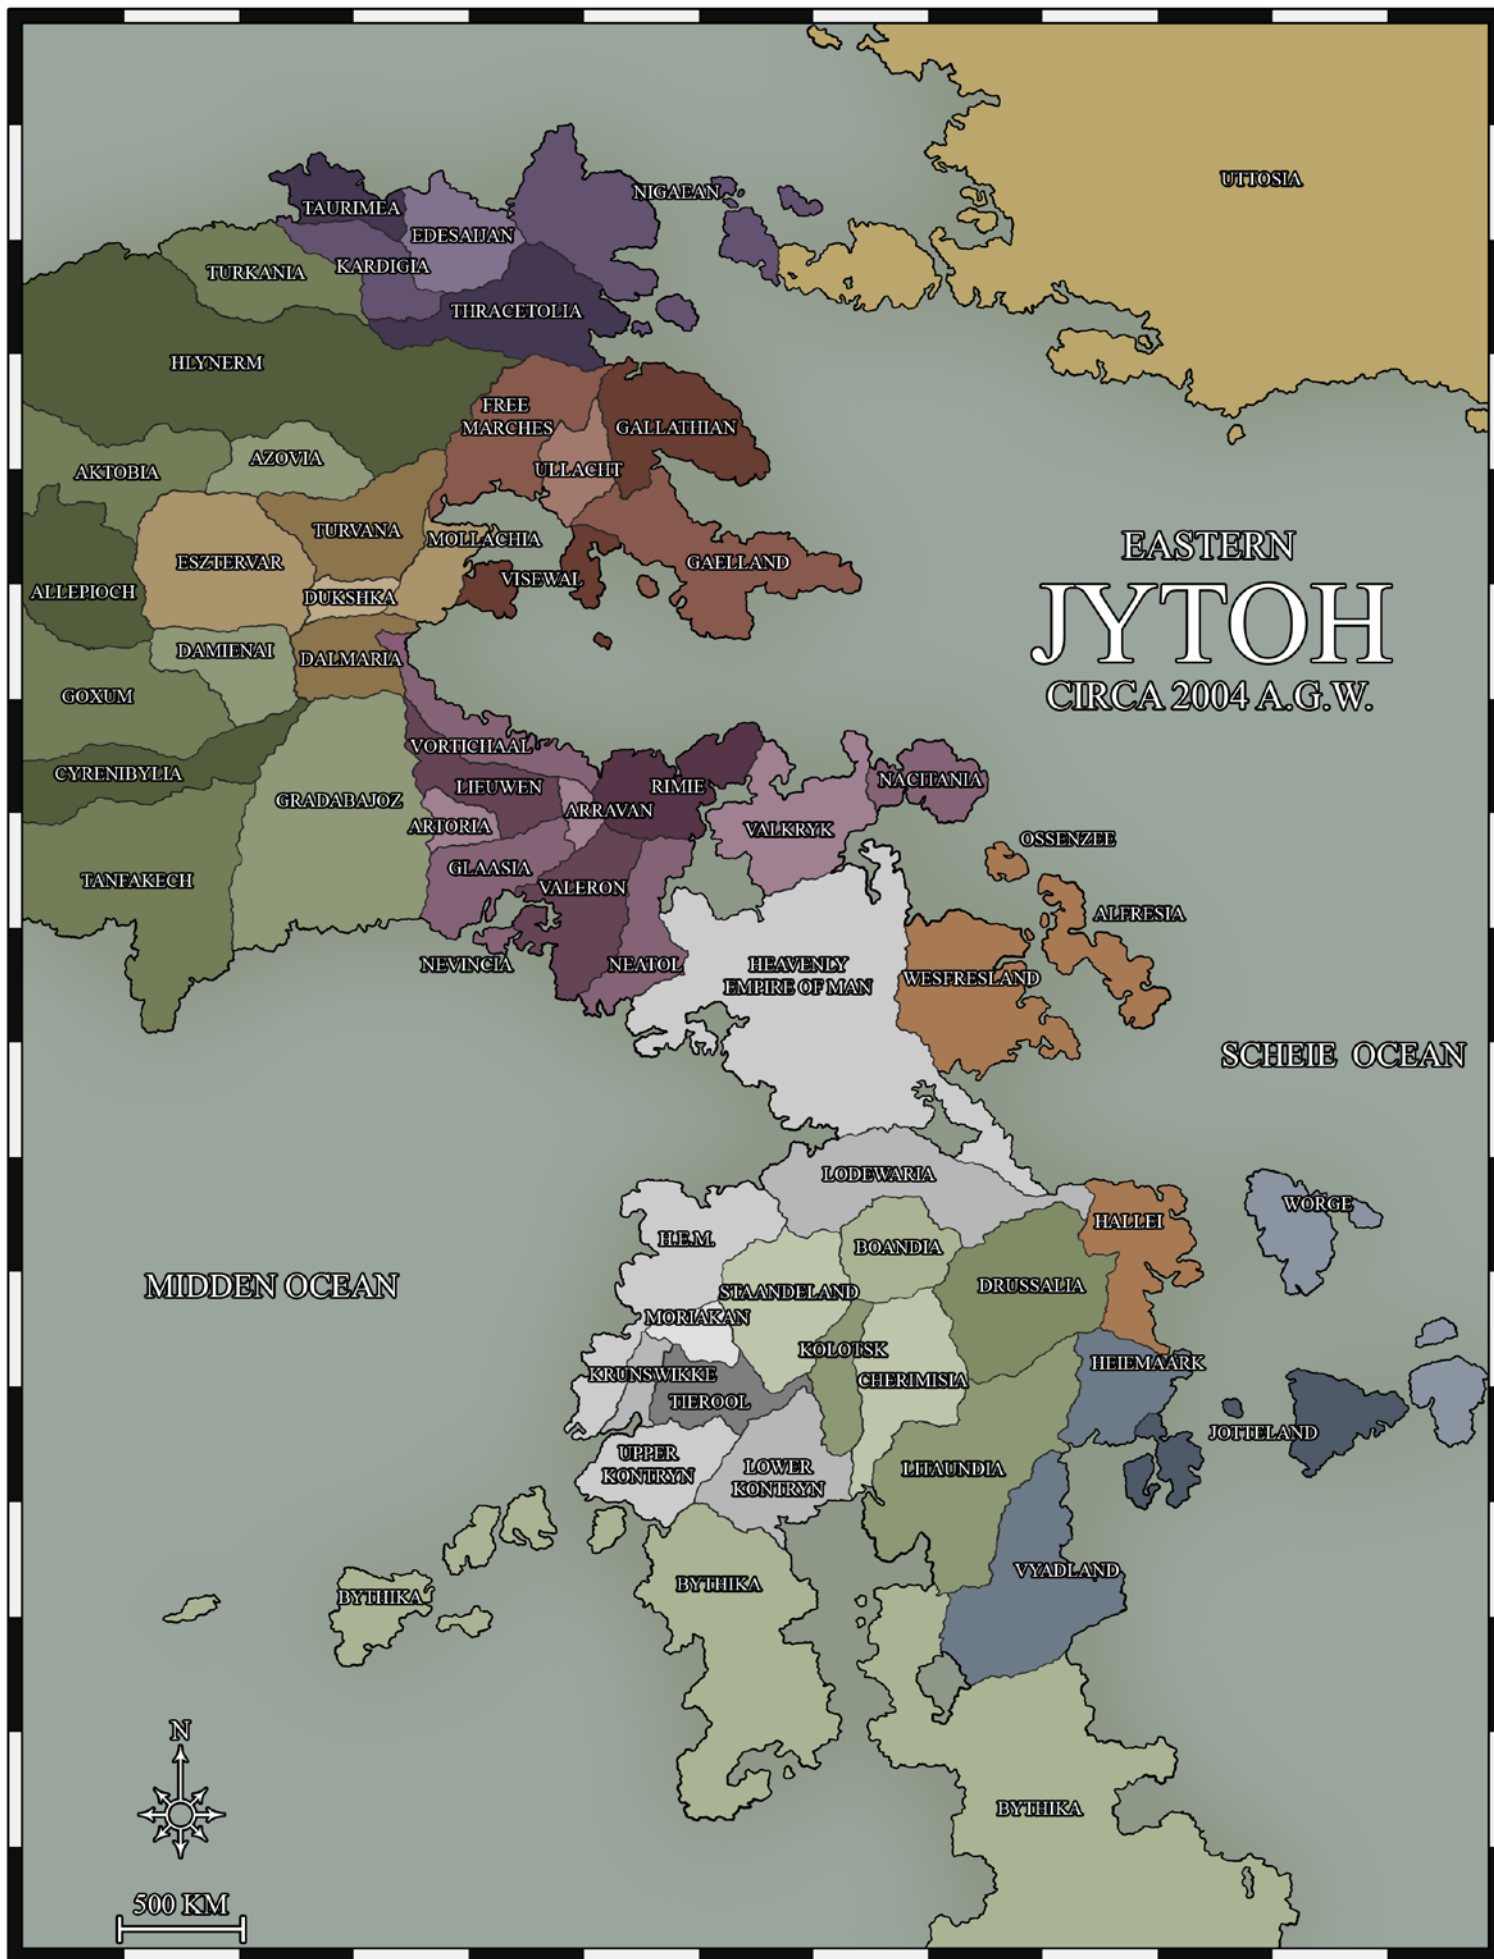 UTTOSIA
NIGAEAN
TAURIMEA
EDESAIJAN
KARDIGIA
TURKANIA
THRACETOLIA
HLYNERM
FREE
MARCHES
GALLATHIAN
AZOVIA
ULLACHT
AKTOBIA
TURVANA
MOLLACHIA
EASTERN
JYTOH
CIRCA 2004 A.G.W.
ESZTERVAR
GAELLAND
VISEWAL
ALLEPIOCH
DUKSHKA
DAMIENAI
DALMARIA
GOXUM
VORTICHAAL
CYRENIBYLIA
LIEUWEN
RIMIE
NACITANIA
GRADABAJOZ
ARRAVAN
ARTORIA
VALKRYK
OSSENZEE
GLAASIA
TANFAKECH
VALERON
ALFRESIA
NEVINCIA
NEATOL
HEAVENLY
EMPIRE OF MAN
WESFRESLAND
SCHEIE OCEAN
LODEWARIA
WORGE
HALLEI
H.E.M.
BOANDIA
MIDDEN OCEAN
DRUSSALIA
STAANDELAND
MORIAKAN
KOLOTSK
HEIEMAARK
KRUNSWIKKE
CHERIMISIA
TIEROOL
JOTTELAND
UPPER
KONTRYN
LOWER
KONTRYN
LITAUNDIA
VYADLAND
BYTHIKA
BYTHIKA
N
BYTHIKA
500 KM